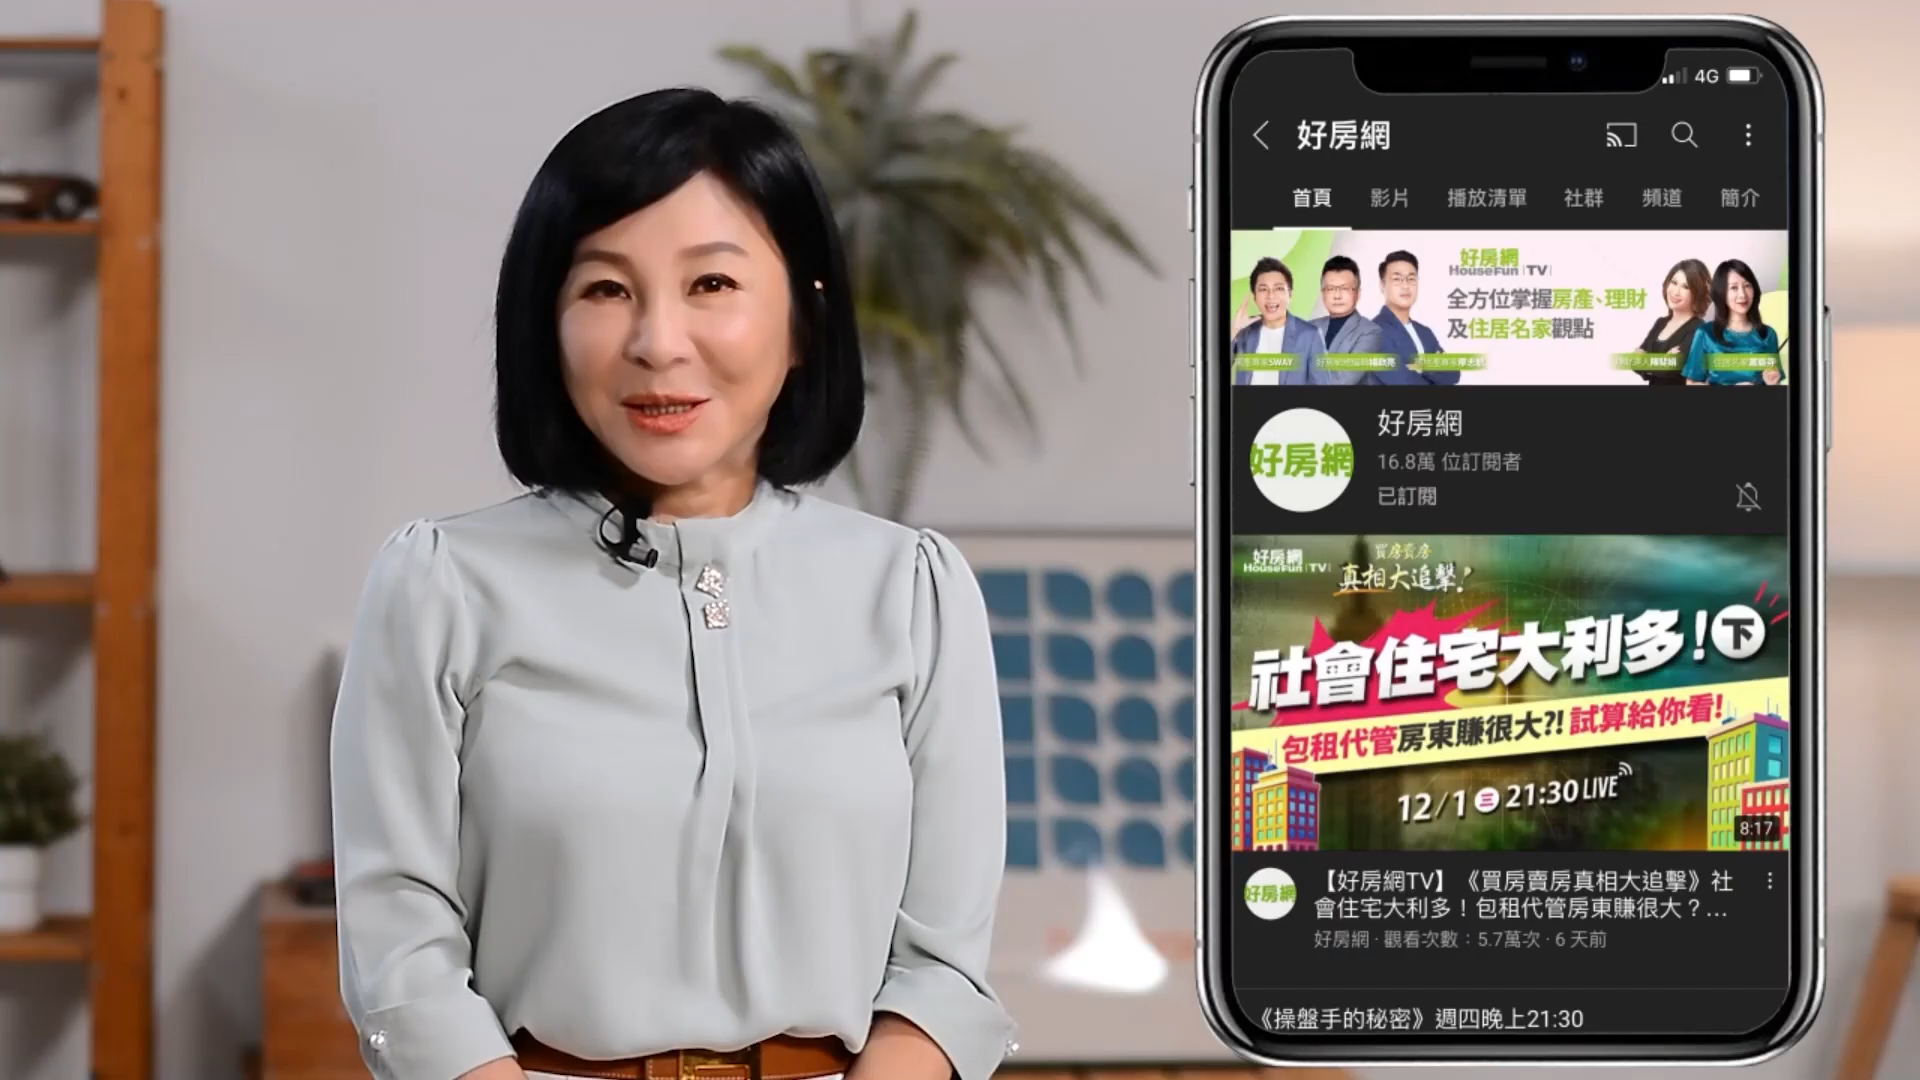 4G
好房網
首頁 影片 播放清單 社群 頻道 簡介
好房網
HouseFun TV
全方位掌握房產、理財
及住居名家觀點
好房網
好房網
16.8萬 位訂閱者
已訂閱
好房網
HouseFun TV
買房賣房
真相大追擊!
社會住宅大利多!下
包租代管房東賺很大?!試算給你看!
12/1 三 21:30 LIVE
8:17
好房網
【好房網TV】《買房賣房真相大追擊》社
會住宅大利多！包租代管房東賺很大？...
好房網 · 觀看次數：5.7萬次 · 6 天前
《操盤手的秘密》週四晚上21:30